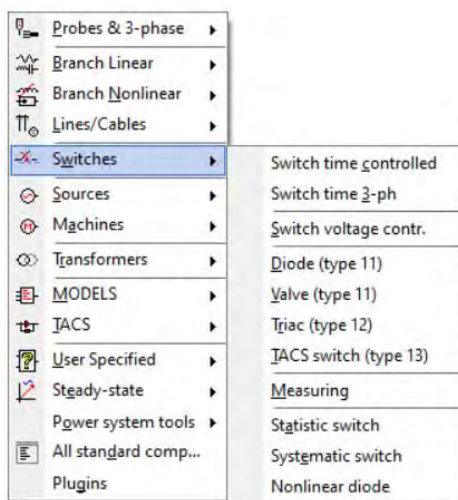 Probes & 3-phase
Branch Linear
Branch Nonlinear
Lines/Cables
Switches
Sources
Machines
Transformers
MODELS
TACS
User Specified
Steady-state
Power system tools
All standard comp...
Plugins
Switch time controlled
Switch time 3-ph
Switch voltage contr.
Diode (type 11)
Valve (type 11)
Triac (type 12)
TACS switch (type 13)
Measuring
Statistic switch
Systematic switch
Nonlinear diode